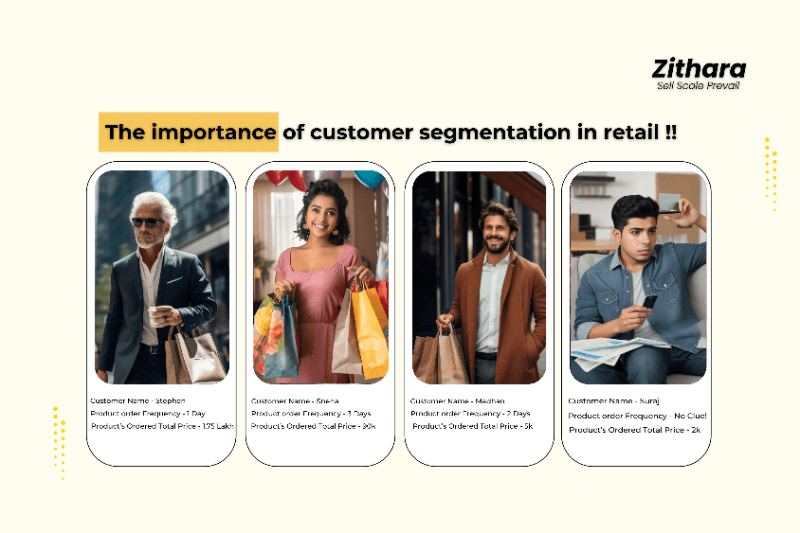 Zithara
Sell Scale Prevail
The importance of customer segmentation in retail !!
Customer Name - Stephen
Product order Frequency - 1 Day
Product's Ordered Total Price - 1.75 Lakh
Customer Name - Sneha
Product order Frequency - 3 Days
Product's Ordered Total Price - 90k
Customer Name - Madhan
Product order Frequency - 2 Days
Product's Ordered Total Price - 5k
Customer Name - Suraj
Product order Frequency - No Clue!
Product's Ordered Total Price - 2k